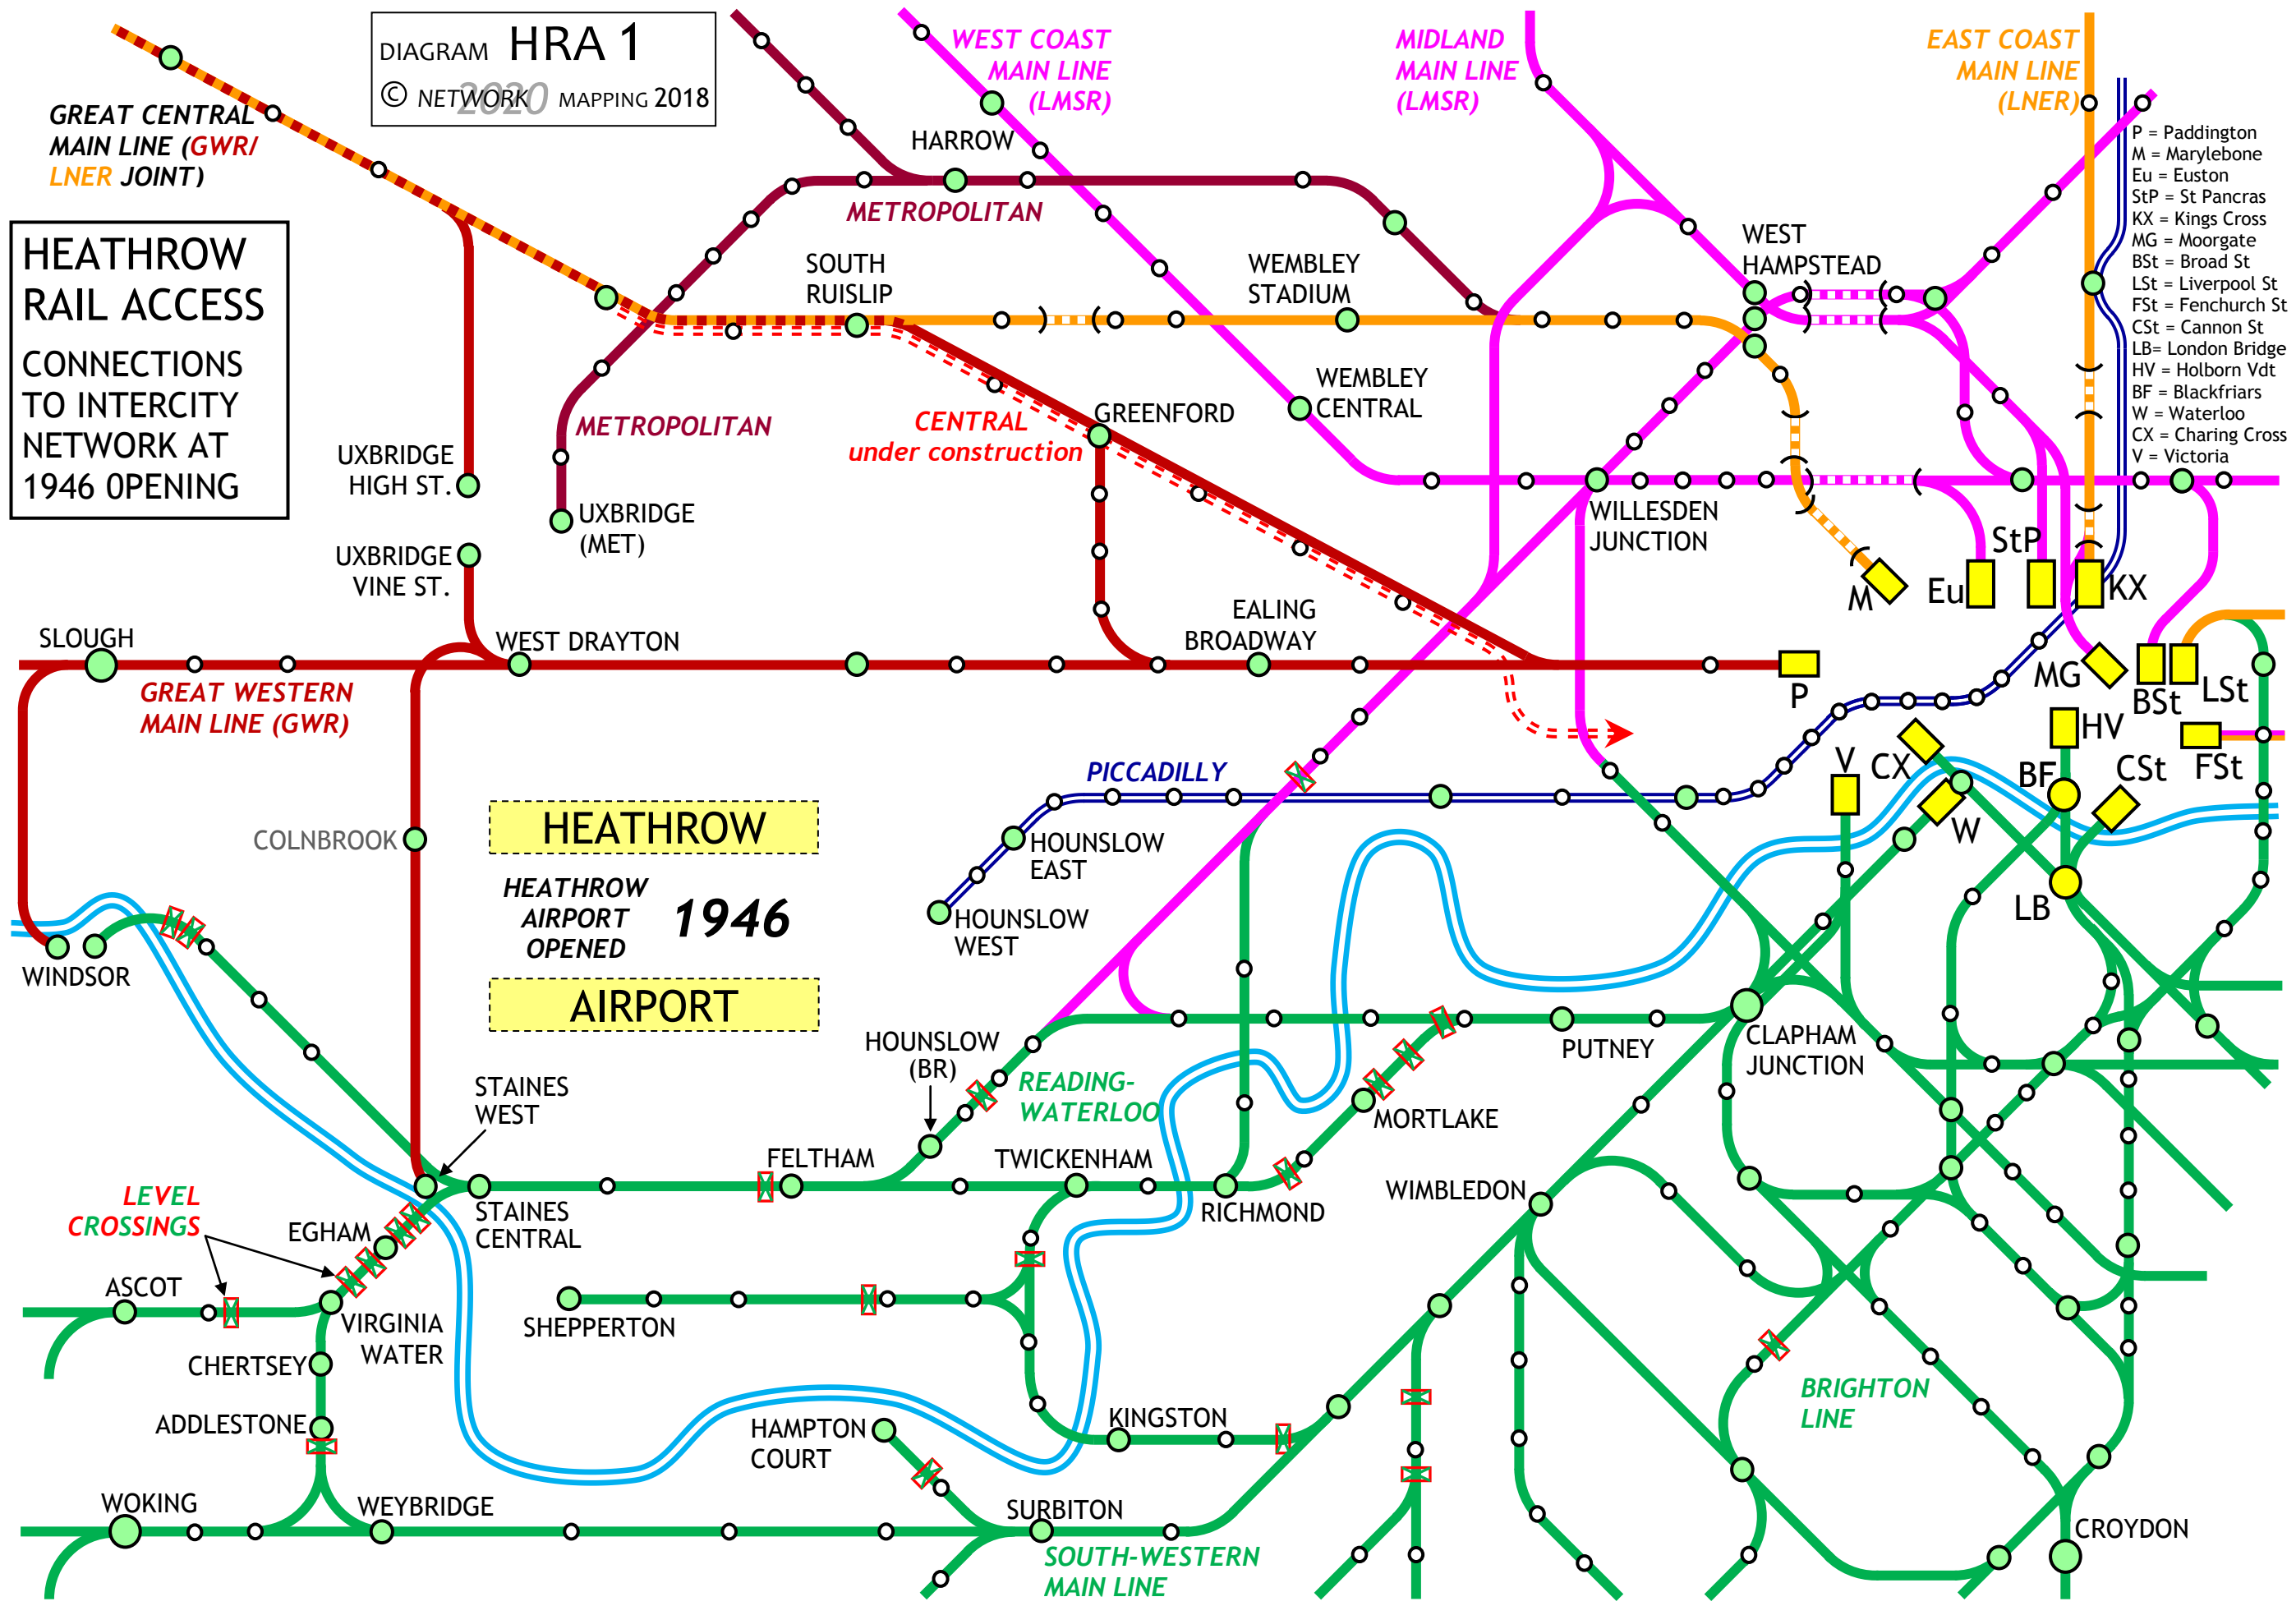 DIAGRAM HRA 1
© NETWORK 2020 MAPPING 2018
WEST COAST
MAIN LINE
(LMSR)
MIDLAND
MAIN LINE
(LMSR)
EAST COAST
MAIN LINE
(LNER)
GREAT CENTRAL
MAIN LINE (GWR/
LNER JOINT)
HARROW
METROPOLITAN
P = Paddington
M = Marylebone
Eu = Euston
StP = St Pancras
KX = Kings Cross
MG = Moorgate
BSt = Broad St
LSt = Liverpool St
FSt = Fenchurch St
CSt = Cannon St
LB= London Bridge
HV = Holborn Vdt
BF = Blackfriars
W = Waterloo
CX = Charing Cross
V = Victoria
HEATHROW
RAIL ACCESS
CONNECTIONS
TO INTERCITY
NETWORK AT
1946 0PENING
SOUTH
RUISLIP
WEMBLEY
STADIUM
WEST
HAMPSTEAD
WEMBLEY
CENTRAL
METROPOLITAN
CENTRAL
under construction
GREENFORD
UXBRIDGE
HIGH ST.
UXBRIDGE
(MET)
UXBRIDGE
VINE ST.
WILLESDEN
JUNCTION
StP
Eu
KX
M
SLOUGH
WEST DRAYTON
EALING
BROADWAY
GREAT WESTERN
MAIN LINE (GWR)
P
MG
BSt
LSt
HV
FSt
PICCADILLY
V
CX
BF
CSt
W
LB
COLNBROOK
HEATHROW
HEATHROW
AIRPORT
OPENED
1946
AIRPORT
HOUNSLOW
EAST
HOUNSLOW
WEST
WINDSOR
HOUNSLOW
(BR)
PUTNEY
CLAPHAM
JUNCTION
STAINES
WEST
READING-
WATERLOO
MORTLAKE
FELTHAM
TWICKENHAM
RICHMOND
WIMBLEDON
LEVEL
CROSSINGS
EGHAM
STAINES
CENTRAL
ASCOT
VIRGINIA
WATER
SHEPPERTON
CHERTSEY
ADDLESTONE
HAMPTON
COURT
KINGSTON
BRIGHTON
LINE
WOKING
WEYBRIDGE
SURBITON
SOUTH-WESTERN
MAIN LINE
CROYDON